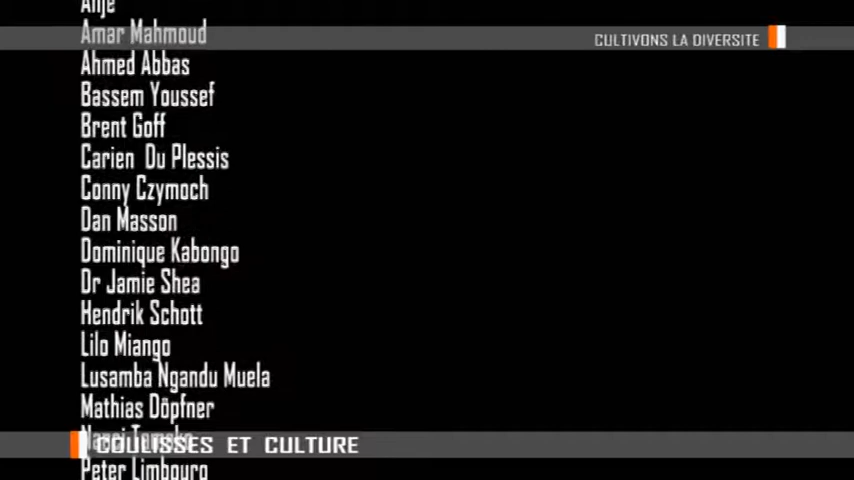 Anje
Amar Mahmoud
CULTIVONS LA DIVERSITE
Ahmed Abbas
Bassem Youssef
Brent Goff
Carien Du Plessis
Conny Czymoch
Dan Masson
Dominique Kabongo
Dr Jamie Shea
Hendrik Schott
Lilo Miango
Lusamba Ngandu Muela
Mathias Döpfner
COULISSES ET CULTURE
Peter Limbourg